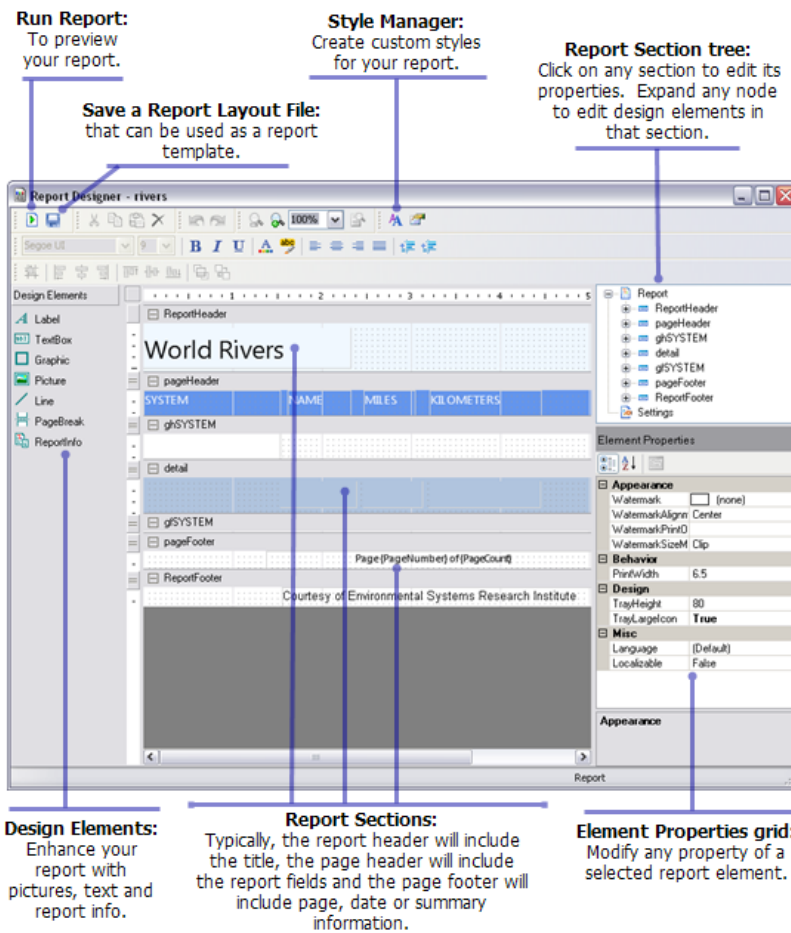 Run Report:
To preview
your report.
Style Manager:
Create custom styles
for your report.
Report Section tree:
Click on any section to edit its
properties. Expand any node
to edit design elements in
that section.
Save a Report Layout File:
that can be used as a report
template.
Report Designer - rivers
100%
Segoe UI 9 B I U A
Design Elements
Label
TextBox
Graphic
Picture
Line
PageBreak
ReportInfo
1 2 3 4 5
ReportHeader
World Rivers
pageHeader
SYSTEM NAME MILES KILOMETERS
ghSYSTEM
detail
gfSYSTEM
pageFooter
Page {PageNumber} of {PageCount}
ReportFooter
Courtesy of Environmental Systems Research Institute
Report
ReportHeader
pageHeader
ghSYSTEM
detail
gfSYSTEM
pageFooter
ReportFooter
Settings
Element Properties
Appearance
Watermark (none)
WatermarkAlignm Center
WatermarkPrintO
WatermarkSizeM Clip
Behavior
PrintWidth 6.5
Design
TrayHeight 80
TrayLargeIcon True
Misc
Language (Default)
Localizable False
Appearance
Report
Design Elements:
Enhance your
report with
pictures, text and
report info.
Report Sections:
Typically, the report header will include
the title, the page header will include
the report fields and the page footer will
include page, date or summary
information.
Element Properties grid:
Modify any property of a
selected report element.